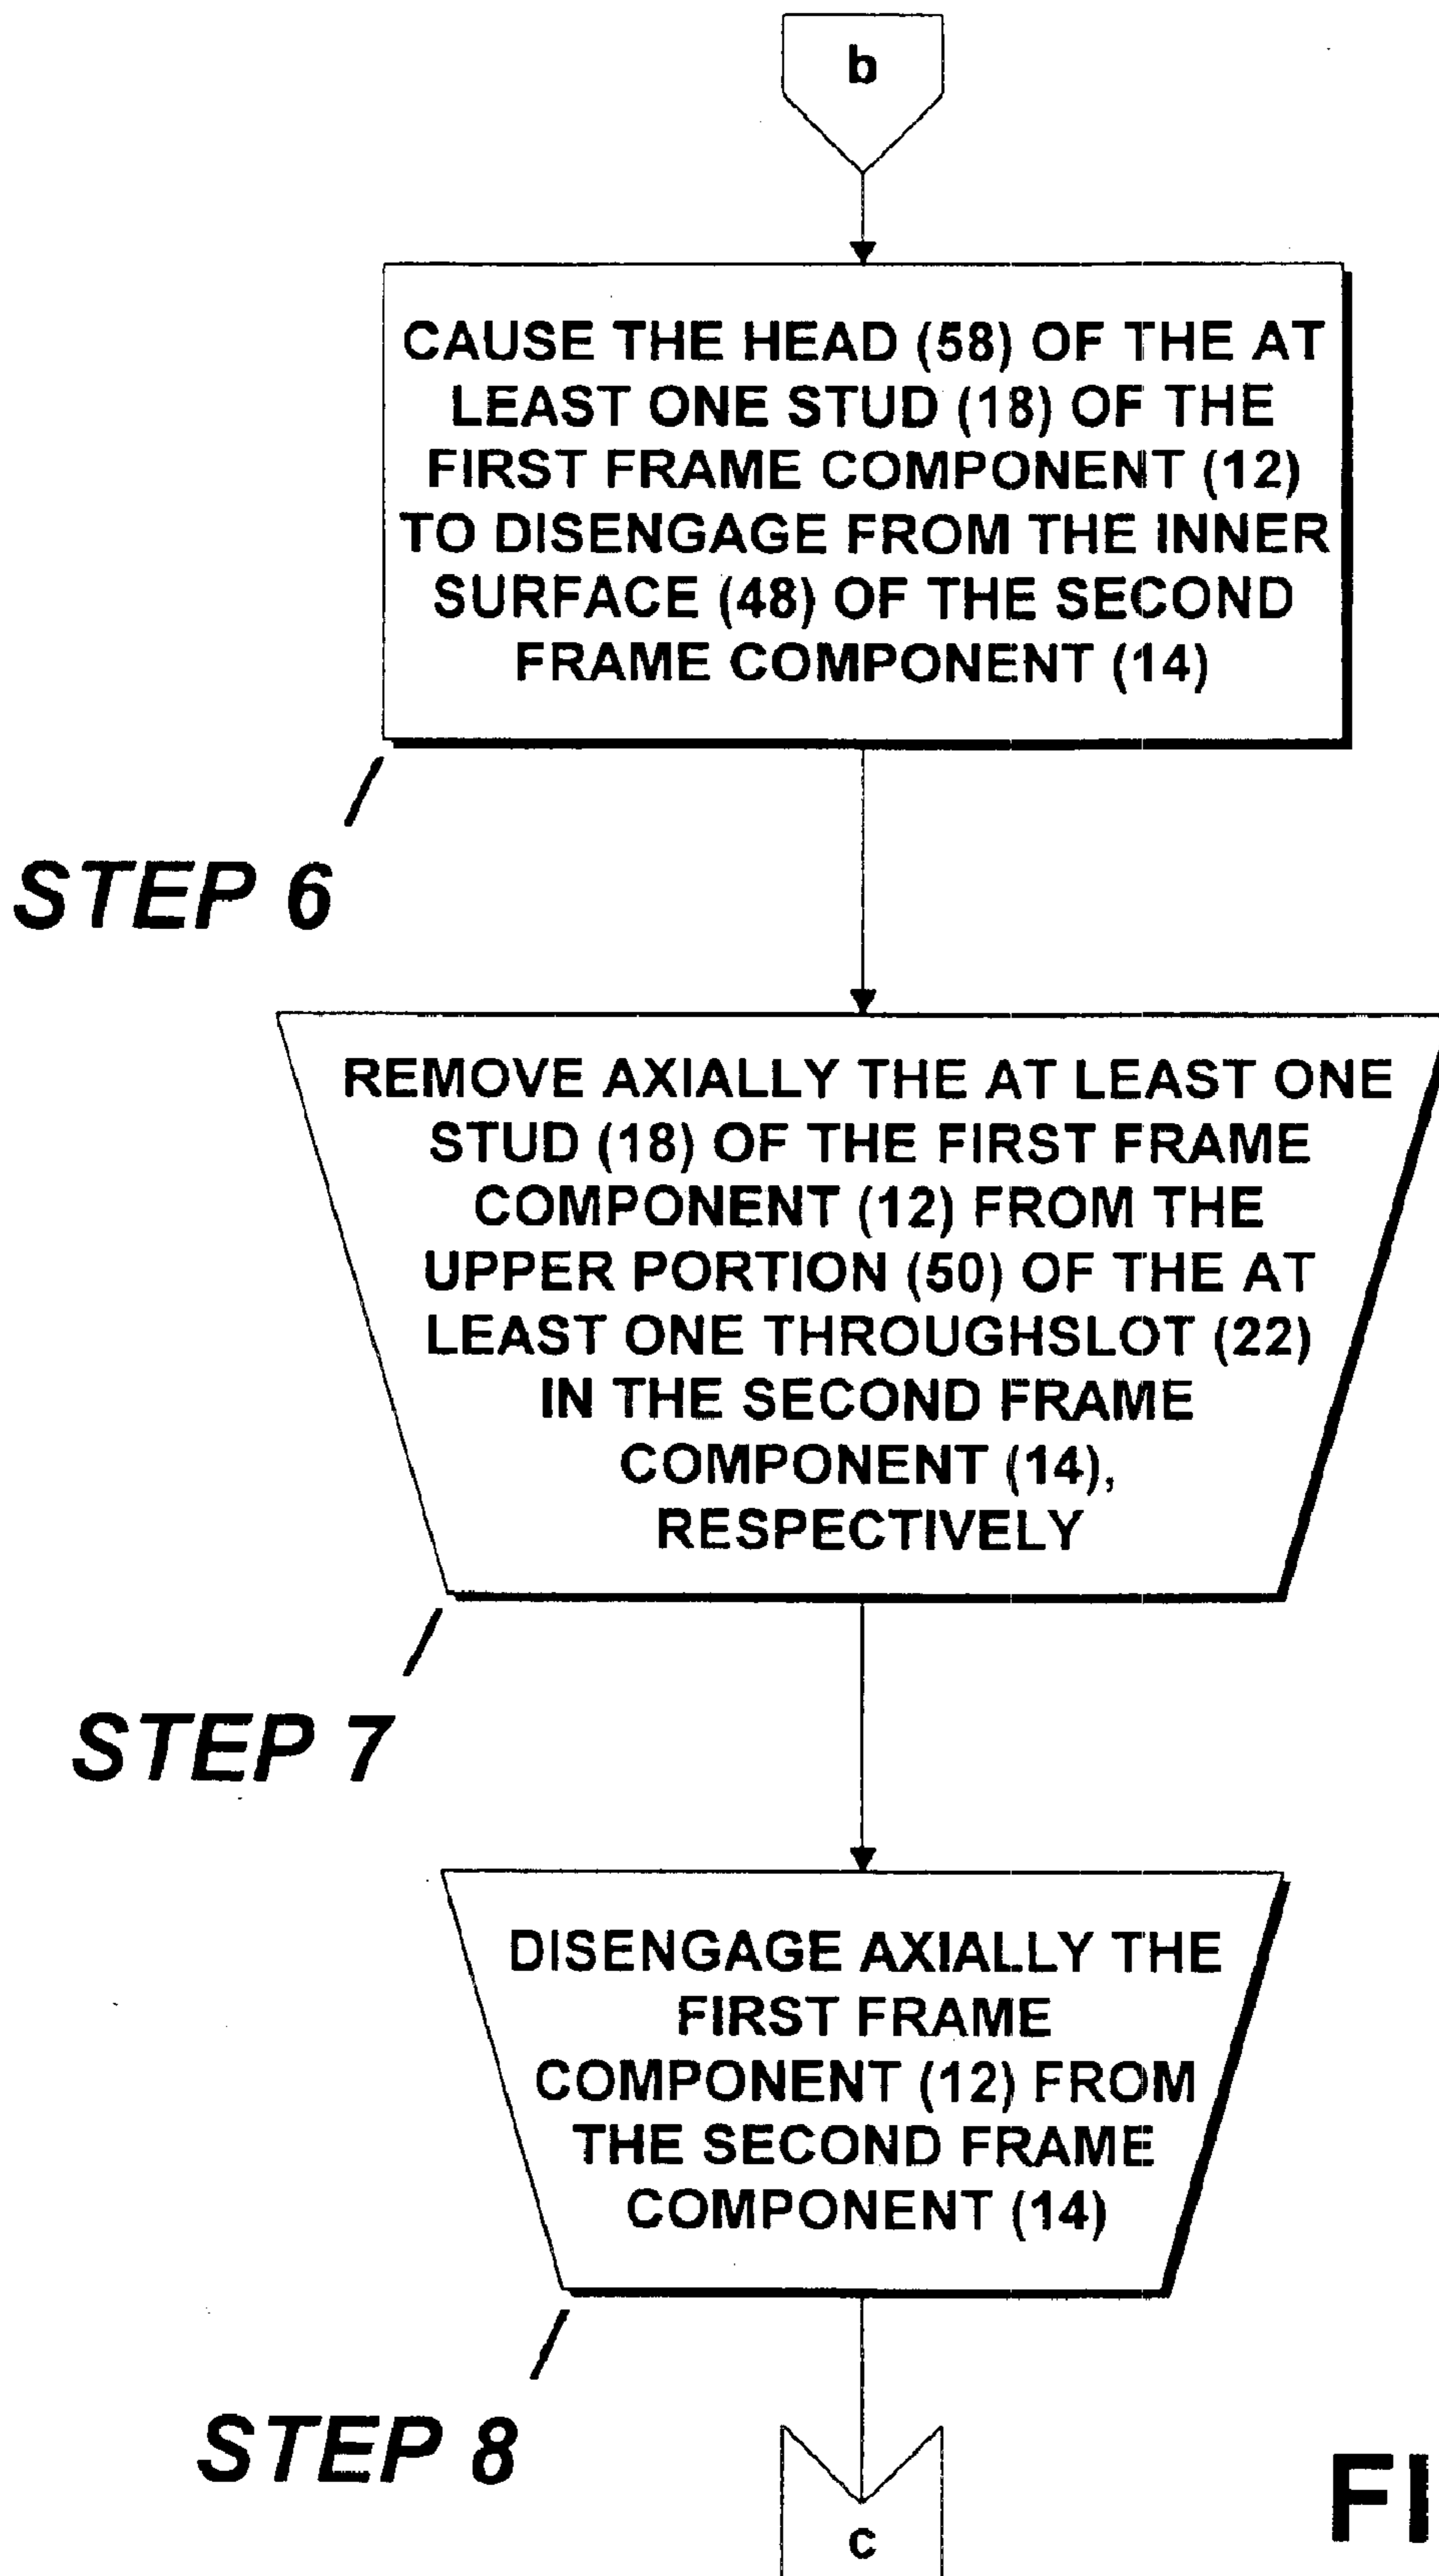 b
CAUSE THE HEAD (58) OF THE AT
LEAST ONE STUD (18) OF THE
FIRST FRAME COMPONENT (12)
TO DISENGAGE FROM THE INNER
SURFACE (48) OF THE SECOND
FRAME COMPONENT (14)
STEP 6
REMOVE AXIALLY THE AT LEAST ONE
STUD (18) OF THE FIRST FRAME
COMPONENT (12) FROM THE
UPPER PORTION (50) OF THE AT
LEAST ONE THROUGHSLOT (22)
IN THE SECOND FRAME
COMPONENT (14),
RESPECTIVELY
STEP 7
DISENGAGE AXIALLY THE
FIRST FRAME
COMPONENT (12) FROM
THE SECOND FRAME
COMPONENT (14)
STEP 8
c
FI